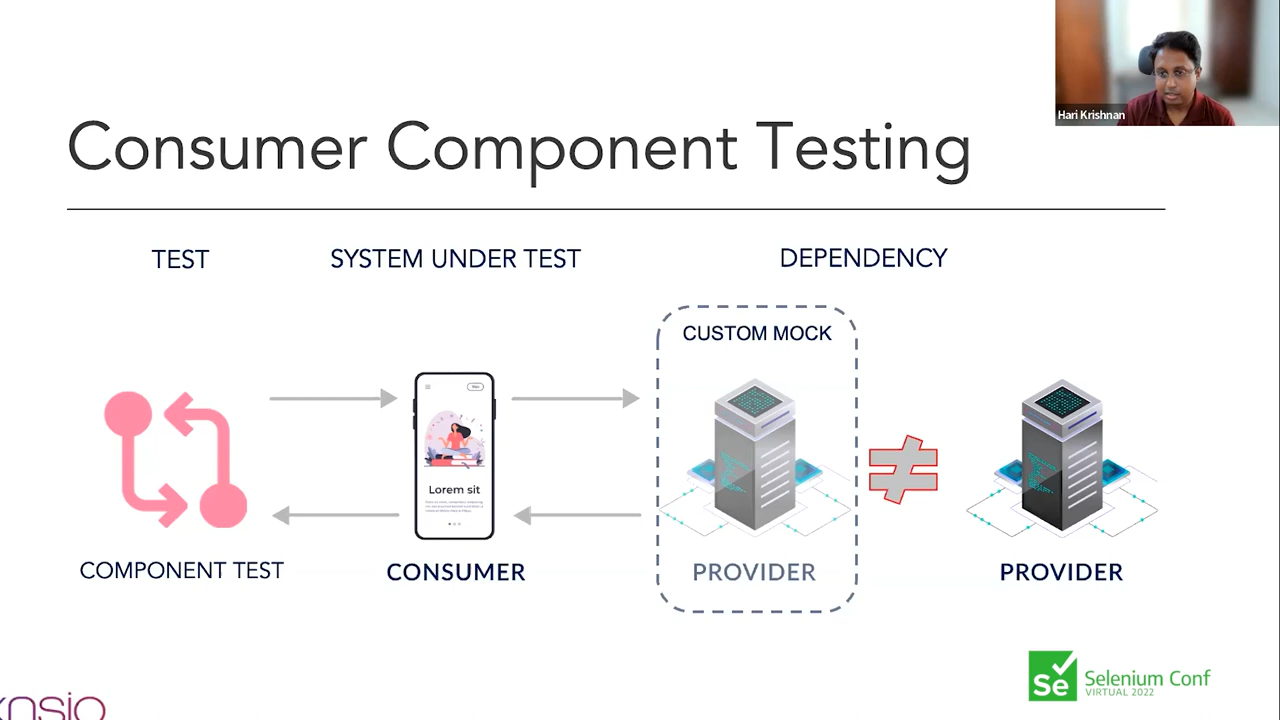 Hari Krishnan
Consumer Component Testing
TEST
SYSTEM UNDER TEST
DEPENDENCY
CUSTOM MOCK
Lorem sit
COMPONENT TEST
CONSUMER
PROVIDER
PROVIDER
Se
Selenium Conf
VIRTUAL 2022